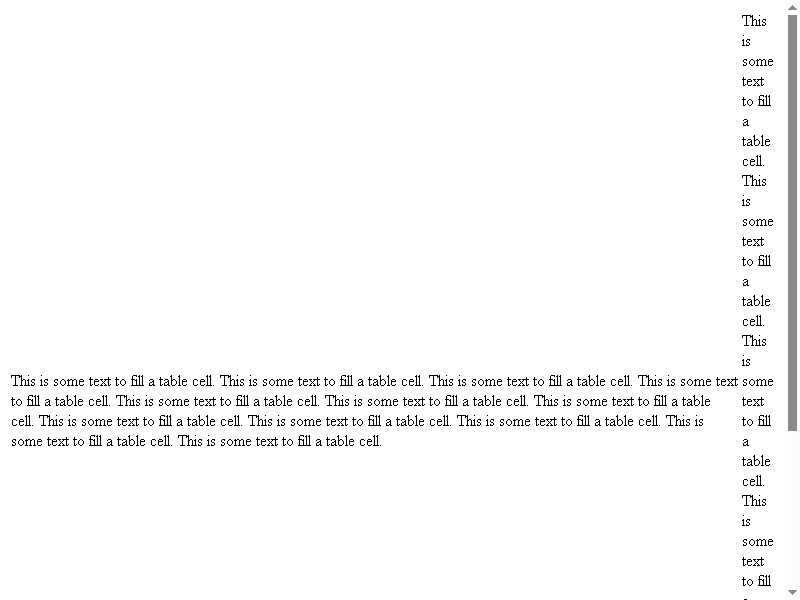 This is some text to fill a table cell. This is some text to fill a table cell. This is some text to fill a table cell. This is some text
to fill a table cell. This is some text to fill a table cell. This is some text to fill a table cell. This is some text to fill a table
cell. This is some text to fill a table cell. This is some text to fill a table cell. This is some text to fill a table cell. This is
some text to fill a table cell. This is some text to fill a table cell.
This
is
some
text
to fill
a
table
cell.
This
is
some
text
to fill
a
table
cell.
This
is
some
text
to fill
a
table
cell.
This
is
some
text
to fill